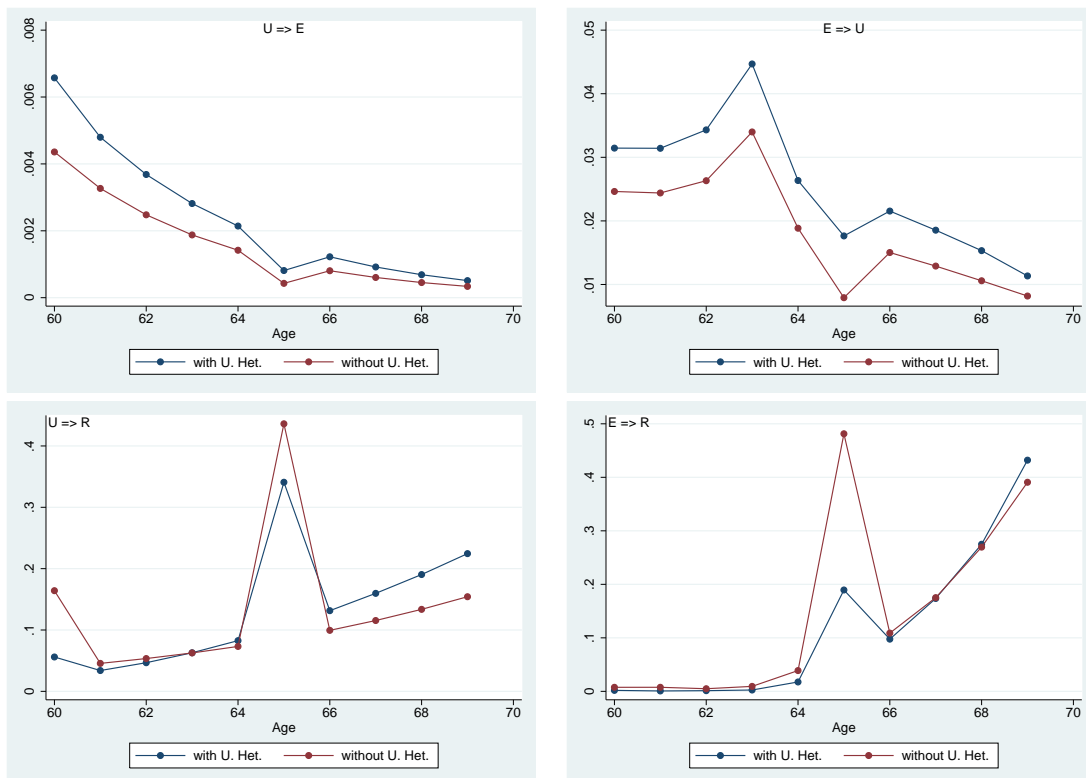 U => E
.008
.006
.004
.002
0
60 62 64 66 68 70
Age
with U. Het. without U. Het.
E => U
.05
.04
.03
.02
.01
60 62 64 66 68 70
Age
with U. Het. without U. Het.
U => R
.4
.3
.2
.1
0
60 62 64 66 68 70
Age
with U. Het. without U. Het.
E => R
.5
.4
.3
.2
.1
0
60 62 64 66 68 70
Age
with U. Het. without U. Het.